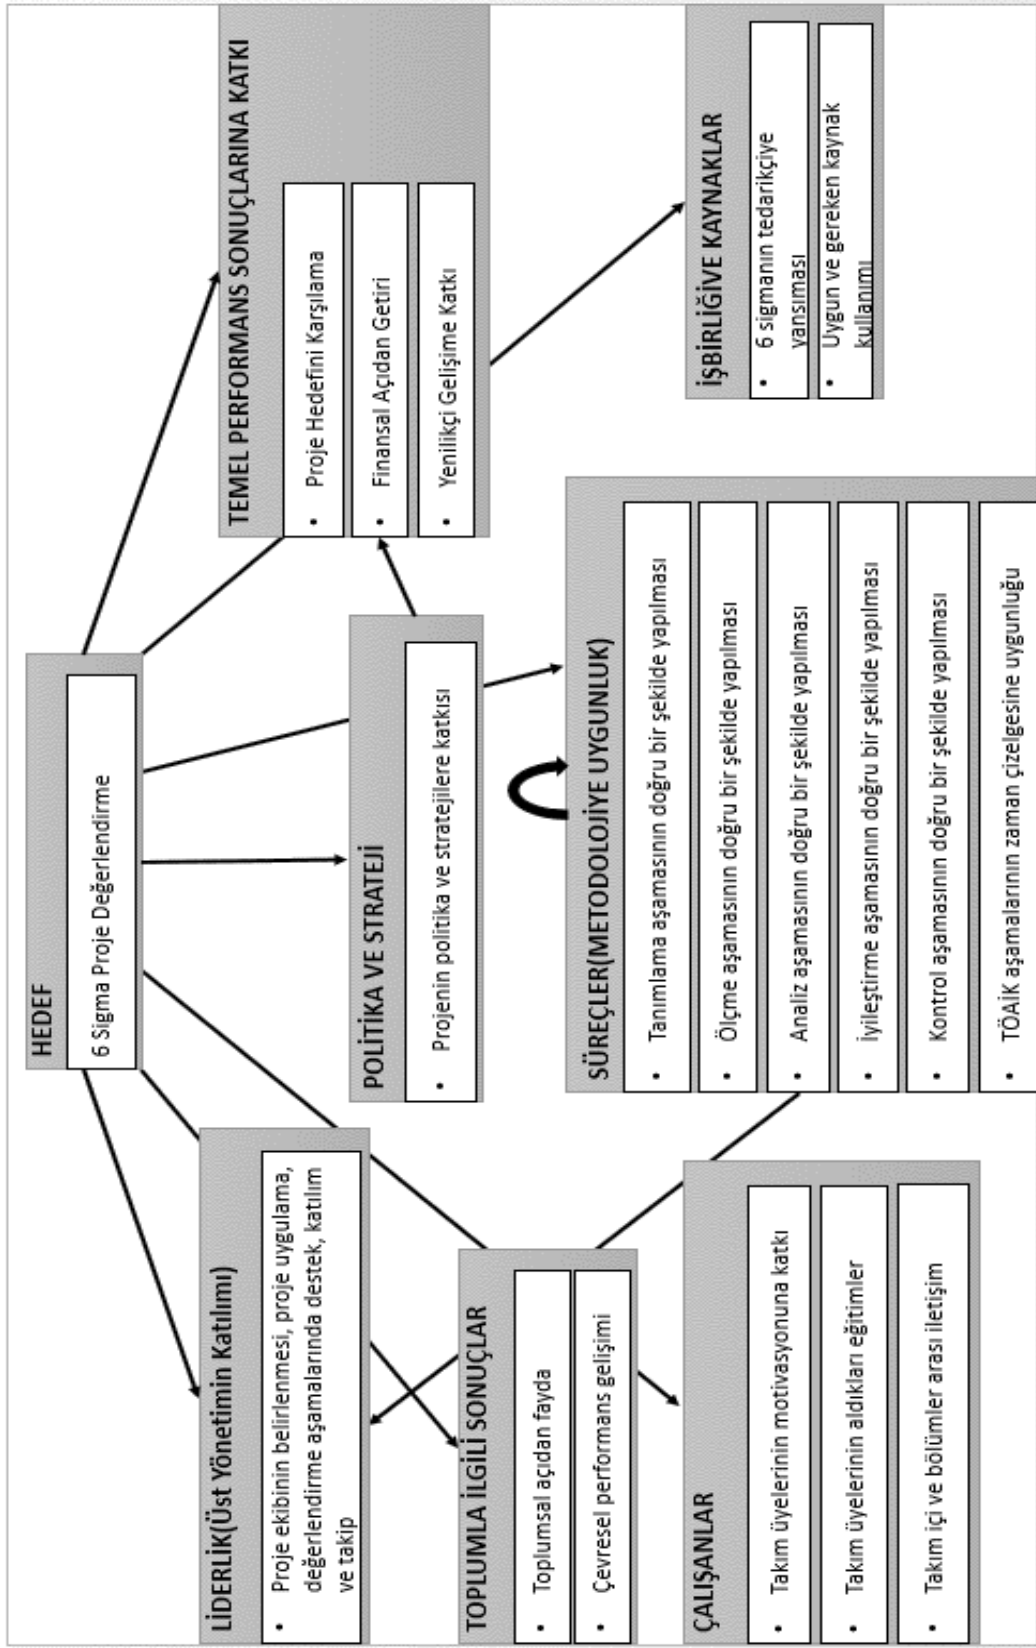 HEDEF
6 Sigma Proje Değerlendirme
LİDERLİK(Üst Yönetimin Katılımı)
• Proje ekibinin belirlenmesi, proje uygulama,
değerlendirme aşamalarında destek, katılım
ve takip
POLİTİKA VE STRATEJİ
• Projenin politika ve stratejilere katkısı
TEMEL PERFORMANS SONUÇLARINA KATKI
• Proje Hedefini Karşılama
• Finansal Açıdan Getiri
• Yenilikçi Gelişime Katkı
TOPLUMLA İLGİLİ SONUÇLAR
• Toplumsal açıdan fayda
• Çevresel performans gelişimi
SÜREÇLER(METODOLOJİYE UYGUNLUK)
• Tanımlama aşamasının doğru bir şekilde yapılması
• Ölçme aşamasının doğru bir şekilde yapılması
• Analiz aşamasının doğru bir şekilde yapılması
• İyileştirme aşamasının doğru bir şekilde yapılması
• Kontrol aşamasının doğru bir şekilde yapılması
• TÖAİK aşamalarının zaman çizelgesine uygunluğu
ÇALIŞANLAR
• Takım üyelerinin motivasyonuna katkı
• Takım üyelerinin aldıkları eğitimler
• Takım içi ve bölümler arası iletişim
İŞBİRLİĞİVE KAYNAKLAR
• 6 sigmanın tedarikçiye
yansıması
• Uygun ve gereken kaynak
kullanımı